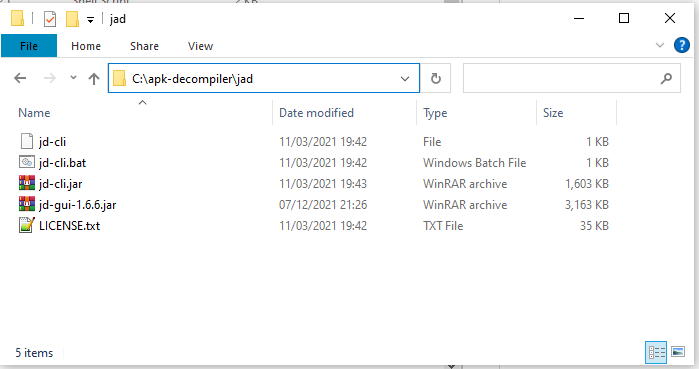 jad
File Home Share View
C:\apk-decompiler\jad
Name Date modified Type Size
jd-cli 11/03/2021 19:42 File 1 KB
jd-cli.bat 11/03/2021 19:42 Windows Batch File 1 KB
jd-cli.jar 11/03/2021 19:43 WinRAR archive 1,603 KB
jd-gui-1.6.6.jar 07/12/2021 21:26 WinRAR archive 3,163 KB
LICENSE.txt 11/03/2021 19:42 TXT File 35 KB
5 items